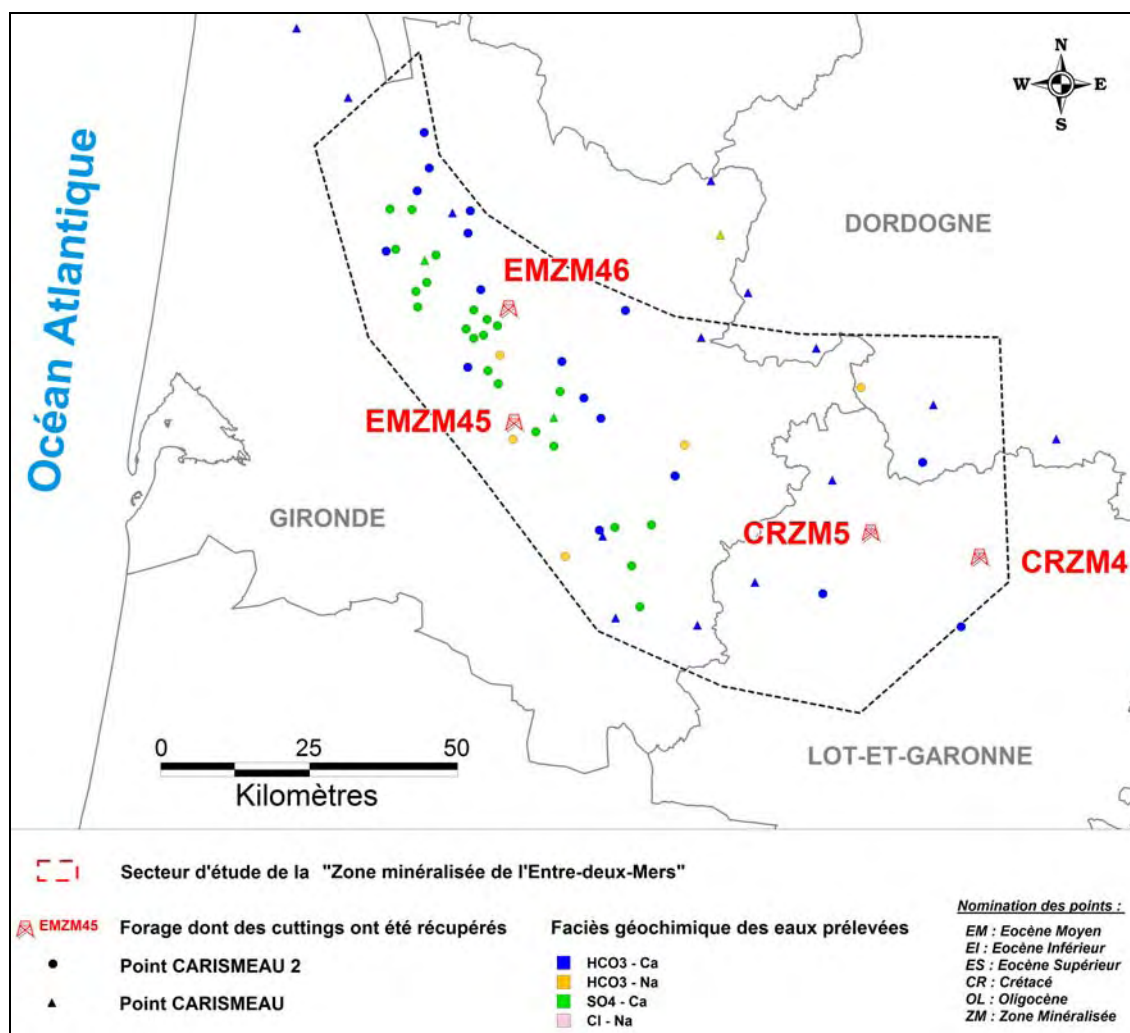 N
W E
S
Océan Atlantique
DORDOGNE
EMZM46
EMZM45
GIRONDE
CRZM5
CRZM4
0 25 50
Kilomètres
LOT-ET-GARONNE
Secteur d'étude de la "Zone minéralisée de l'Entre-deux-Mers"
EMZM45 Forage dont des cuttings ont été récupérés
Point CARISMEAU 2
Point CARISMEAU
Faciès géochimique des eaux prélevées
HCO3 - Ca
HCO3 - Na
SO4 - Ca
Cl - Na
Nomination des points :
EM : Eocène Moyen
EI : Eocène Inférieur
ES : Eocène Supérieur
CR : Crétacé
OL : Oligocène
ZM : Zone Minéralisée